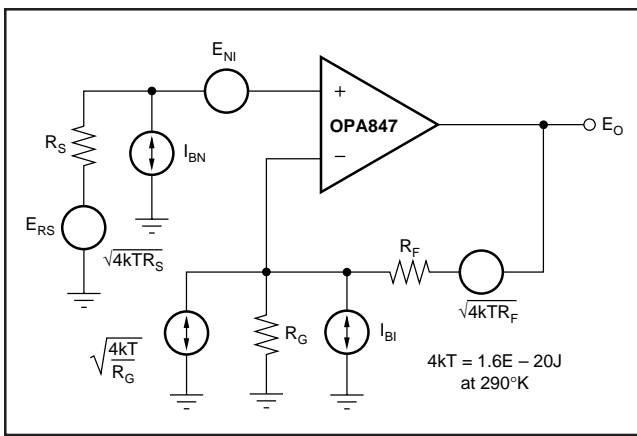 E_NI
+
OPA847
−
E_O
R_S
I_BN
E_RS
√4kTR_S
R_F
√4kTR_F
√4kT/R_G
R_G
I_BI
4kT = 1.6E – 20J
at 290°K